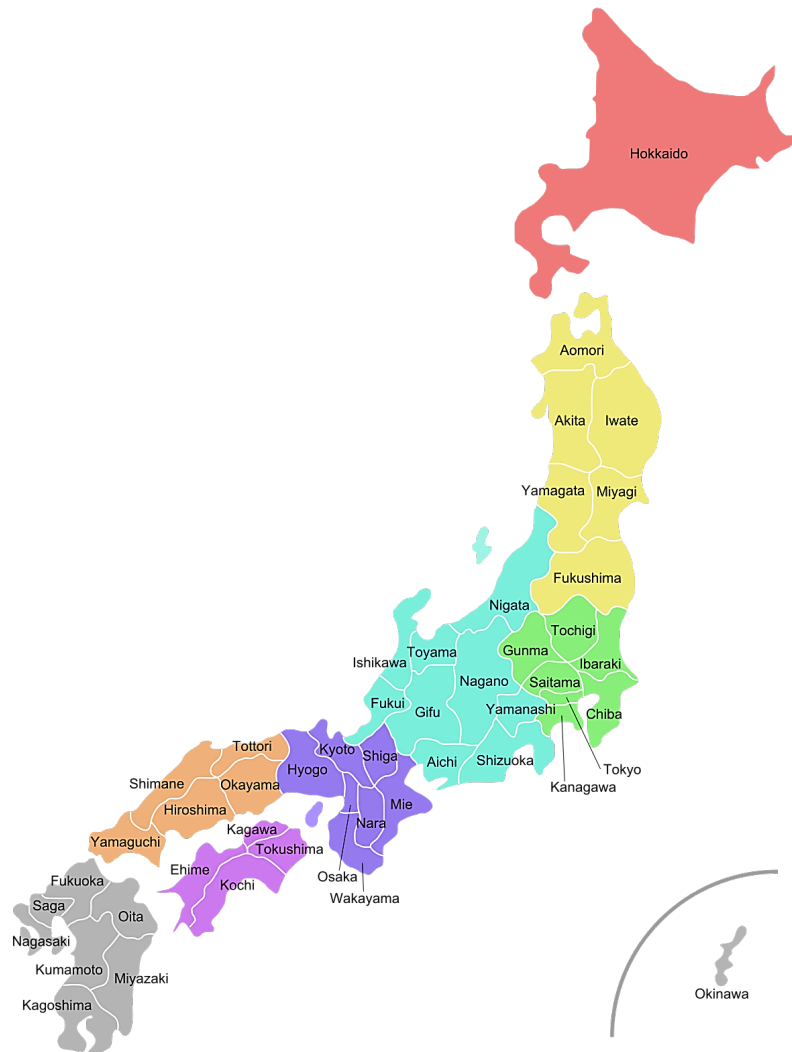 Hokkaido
Aomori
Akita
Iwate
Yamagata
Miyagi
Fukushima
Nigata
Tochigi
Gunma
Ibaraki
Toyama
Ishikawa
Nagano
Saitama
Fukui
Gifu
Yamanashi
Chiba
Tottori
Kyoto
Shiga
Aichi
Shizuoka
Tokyo
Kanagawa
Hyogo
Shimane
Okayama
Hiroshima
Mie
Nara
Yamaguchi
Kagawa
Tokushima
Ehime
Kochi
Osaka
Wakayama
Fukuoka
Saga
Oita
Nagasaki
Kumamoto
Miyazaki
Kagoshima
Okinawa